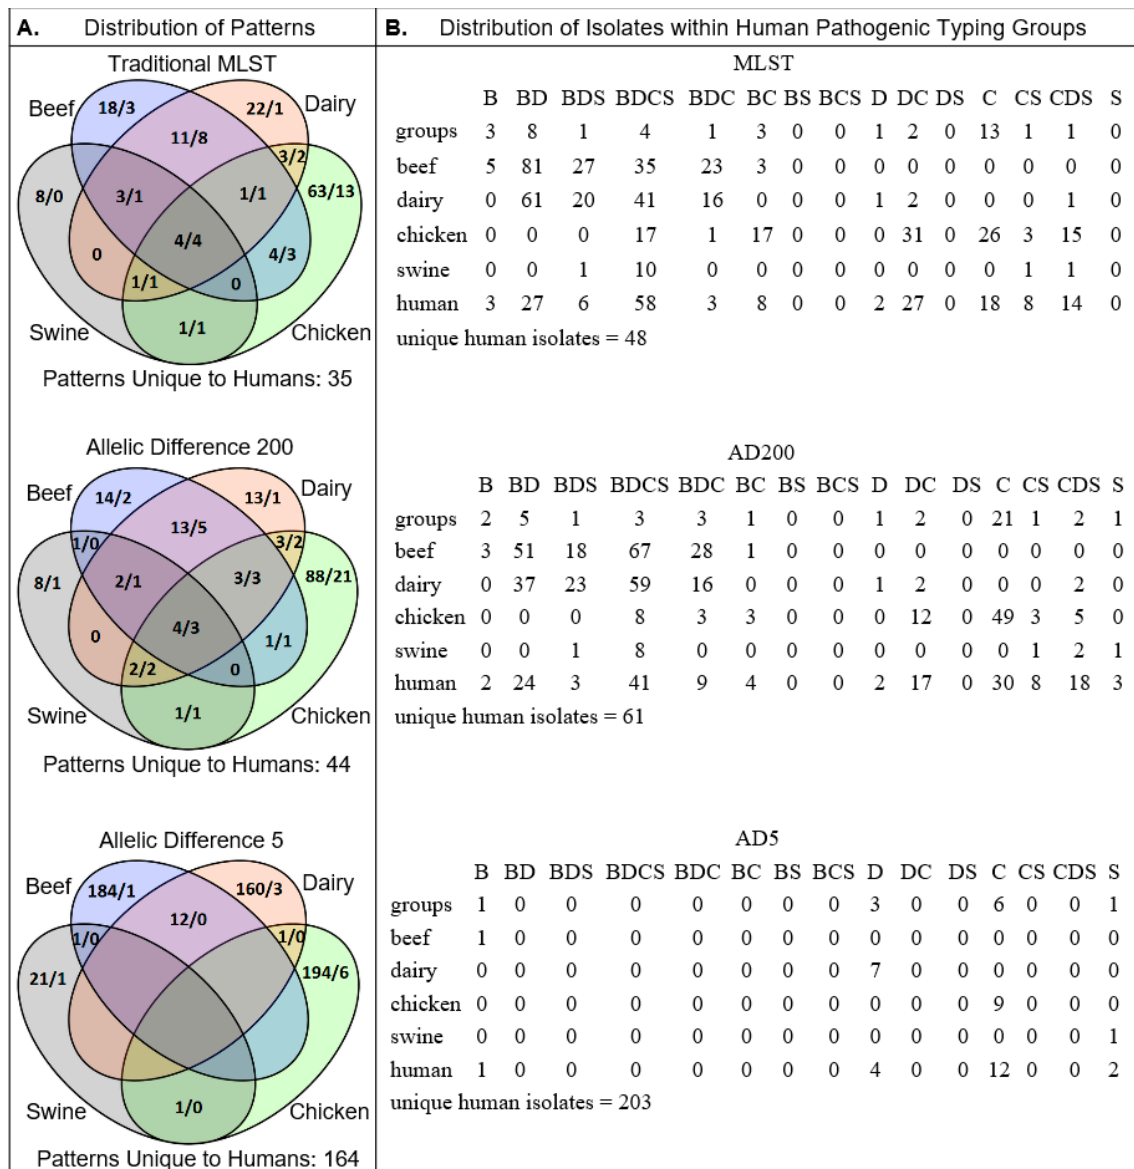 A. Distribution of Patterns
B. Distribution of Isolates within Human Pathogenic Typing Groups
Traditional MLST
Beef
Dairy
18/3
22/1
11/8
3/2
8/0
3/1
1/1
63/13
4/4
0
4/3
1/1
0
1/1
Swine
Chicken
Patterns Unique to Humans: 35
MLST
B BD BDS BDCS BDC BC BS BCS D DC DS C CS CDS S
groups 3 8 1 4 1 3 0 0 1 2 0 13 1 1 0
beef 5 81 27 35 23 3 0 0 0 0 0 0 0 0 0
dairy 0 61 20 41 16 0 0 0 1 2 0 0 0 1 0
chicken 0 0 0 17 1 17 0 0 0 31 0 26 3 15 0
swine 0 0 1 10 0 0 0 0 0 0 0 0 1 1 0
human 3 27 6 58 3 8 0 0 2 27 0 18 8 14 0
unique human isolates = 48
Allelic Difference 200
Beef
Dairy
14/2
13/1
13/5
1/0
3/2
8/1
2/1
3/3
88/21
4/3
0
1/1
2/2
0
1/1
Swine
Chicken
Patterns Unique to Humans: 44
AD200
B BD BDS BDCS BDC BC BS BCS D DC DS C CS CDS S
groups 2 5 1 3 3 1 0 0 1 2 0 21 1 2 1
beef 3 51 18 67 28 1 0 0 0 0 0 0 0 0 0
dairy 0 37 23 59 16 0 0 0 1 2 0 0 0 2 0
chicken 0 0 0 8 3 3 0 0 0 12 0 49 3 5 0
swine 0 0 1 8 0 0 0 0 0 0 0 0 1 2 1
human 2 24 3 41 9 4 0 0 2 17 0 30 8 18 3
unique human isolates = 61
Allelic Difference 5
Beef
Dairy
184/1
160/3
12/0
1/0
1/0
21/1
194/6
1/0
Swine
Chicken
Patterns Unique to Humans: 164
AD5
B BD BDS BDCS BDC BC BS BCS D DC DS C CS CDS S
groups 1 0 0 0 0 0 0 0 3 0 0 6 0 0 1
beef 1 0 0 0 0 0 0 0 0 0 0 0 0 0 0
dairy 0 0 0 0 0 0 0 0 7 0 0 0 0 0 0
chicken 0 0 0 0 0 0 0 0 0 0 0 9 0 0 0
swine 0 0 0 0 0 0 0 0 0 0 0 0 0 0 1
human 1 0 0 0 0 0 0 0 4 0 0 12 0 0 2
unique human isolates = 203